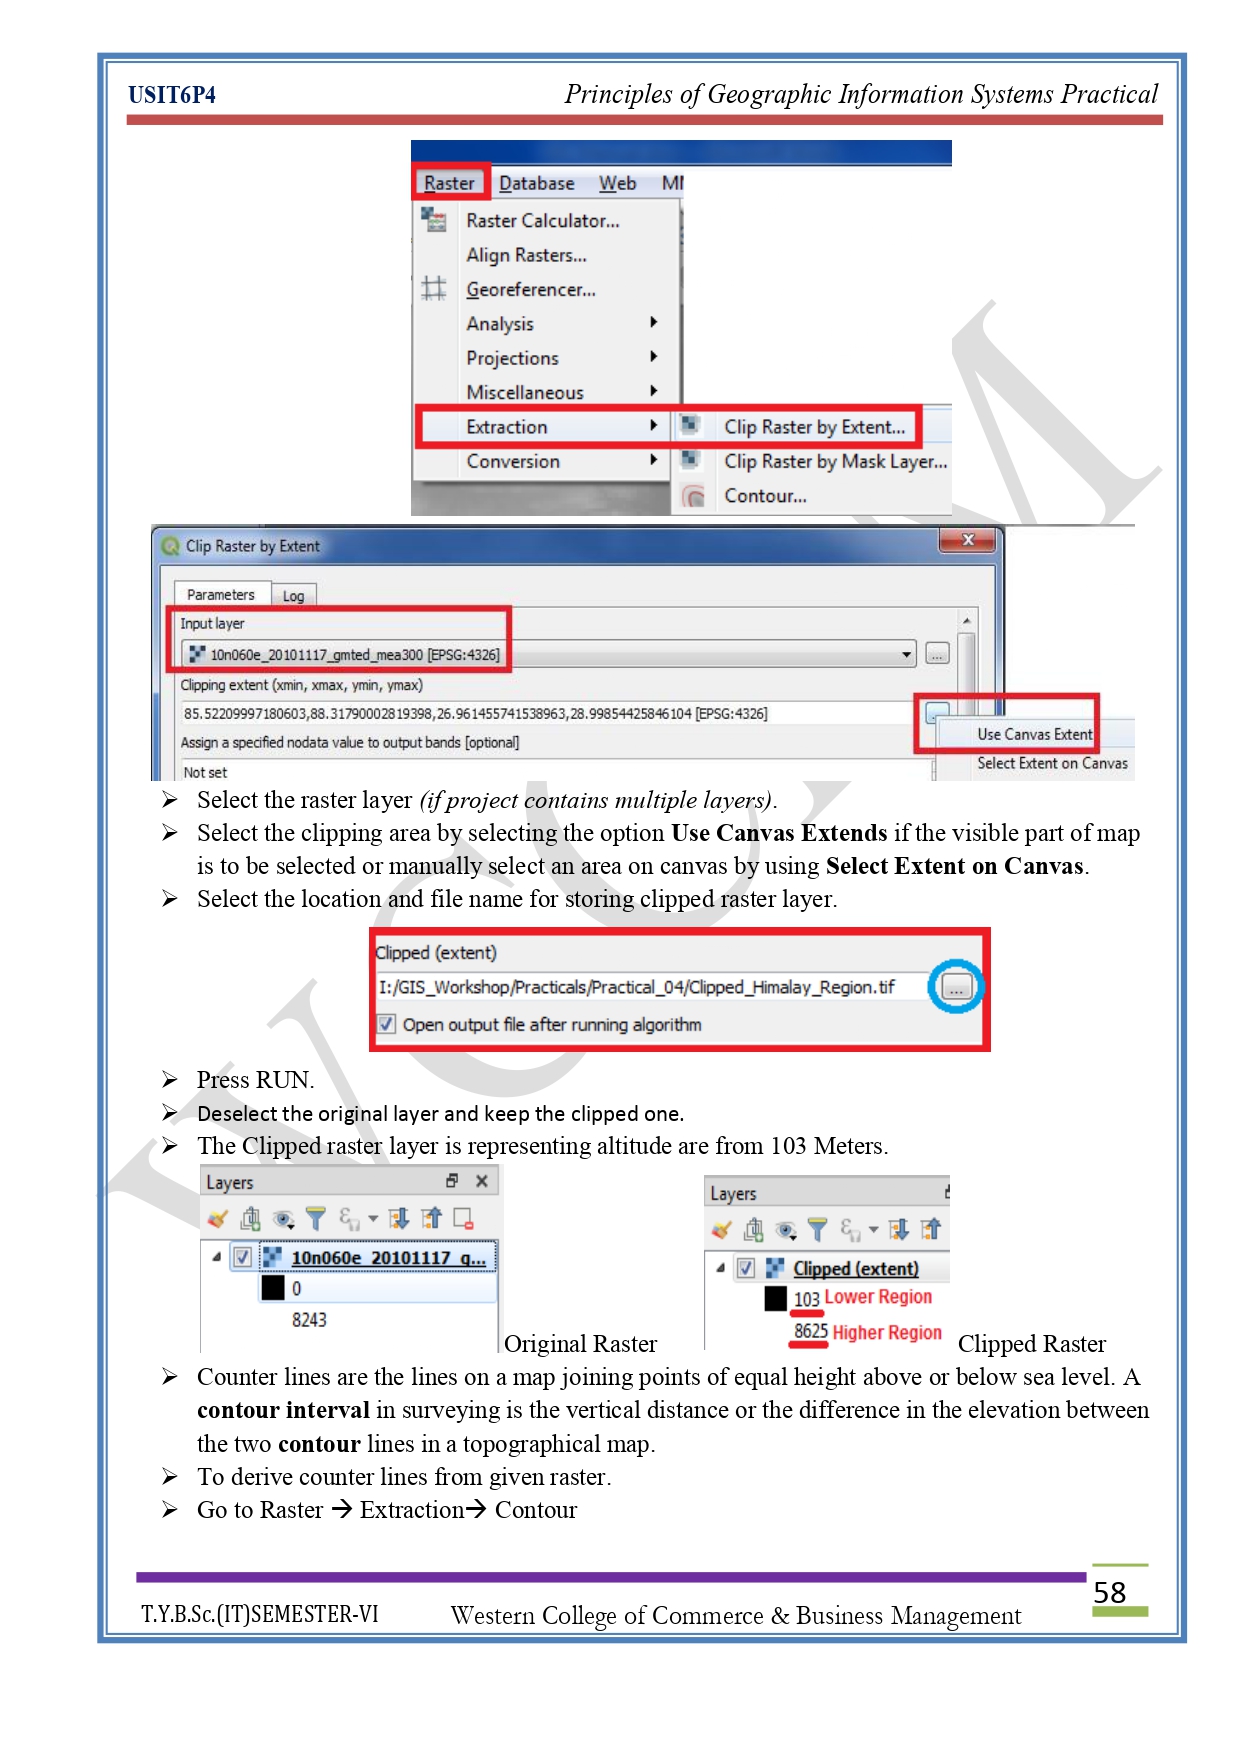 USIT6P4 Principles of Geographic Information Systems Practical
Raster Database Web
Raster Calculator...
Align Rasters...
Georeferencer...
Analysis
Projections
Miscellaneous
Extraction Clip Raster by Extent...
Conversion Clip Raster by Mask Layer...
Contour...
Clip Raster by Extent
Parameters Log
Input layer
10n060e_20101117_gmted_mea300 [EPSG:4326]
Clipping extent (xmin, xmax, ymin, ymax)
85.52209997180603,88.31790002819398,26.961455741538963,28.99854425846104 [EPSG:4326]
Use Canvas Extent
Assign a specified nodata value to output bands [optional]
Select Extent on Canvas
Not set
➢ Select the raster layer (if project contains multiple layers).
➢ Select the clipping area by selecting the option Use Canvas Extends if the visible part of map
is to be selected or manually select an area on canvas by using Select Extent on Canvas.
➢ Select the location and file name for storing clipped raster layer.
Clipped (extent)
I:/GIS_Workshop/Practicals/Practical_04/Clipped_Himalay_Region.tif ...
Open output file after running algorithm
➢ Press RUN.
➢ Deselect the original layer and keep the clipped one.
➢ The Clipped raster layer is representing altitude are from 103 Meters.
Layers
10n060e_20101117_g...
0
8243
Original Raster
Layers
Clipped (extent)
103 Lower Region
8625 Higher Region
Clipped Raster
➢ Counter lines are the lines on a map joining points of equal height above or below sea level. A
contour interval in surveying is the vertical distance or the difference in the elevation between
the two contour lines in a topographical map.
➢ To derive counter lines from given raster.
➢ Go to Raster → Extraction→ Contour
58
T.Y.B.Sc.(IT)SEMESTER-VI Western College of Commerce & Business Management
WCCBM